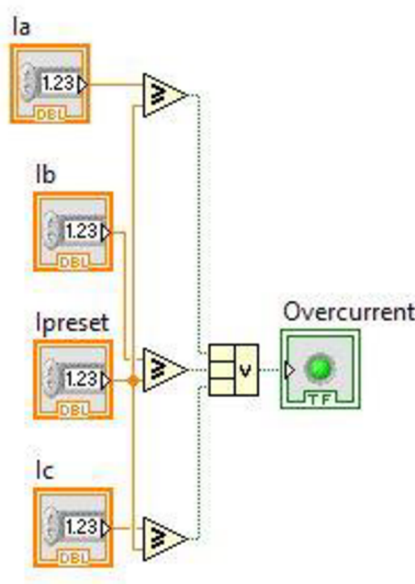 Ia
1.23
DBL
Ib
1.23
DBL
Ipreset
1.23
DBL
Overcurrent
V
TF
Ic
1.23
DBL